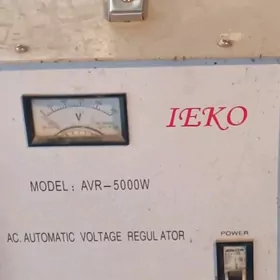 V
IEKO
MODEL: AVR-5000W
AC. AUTOMATIC VOLTAGE REGULATOR
POWER